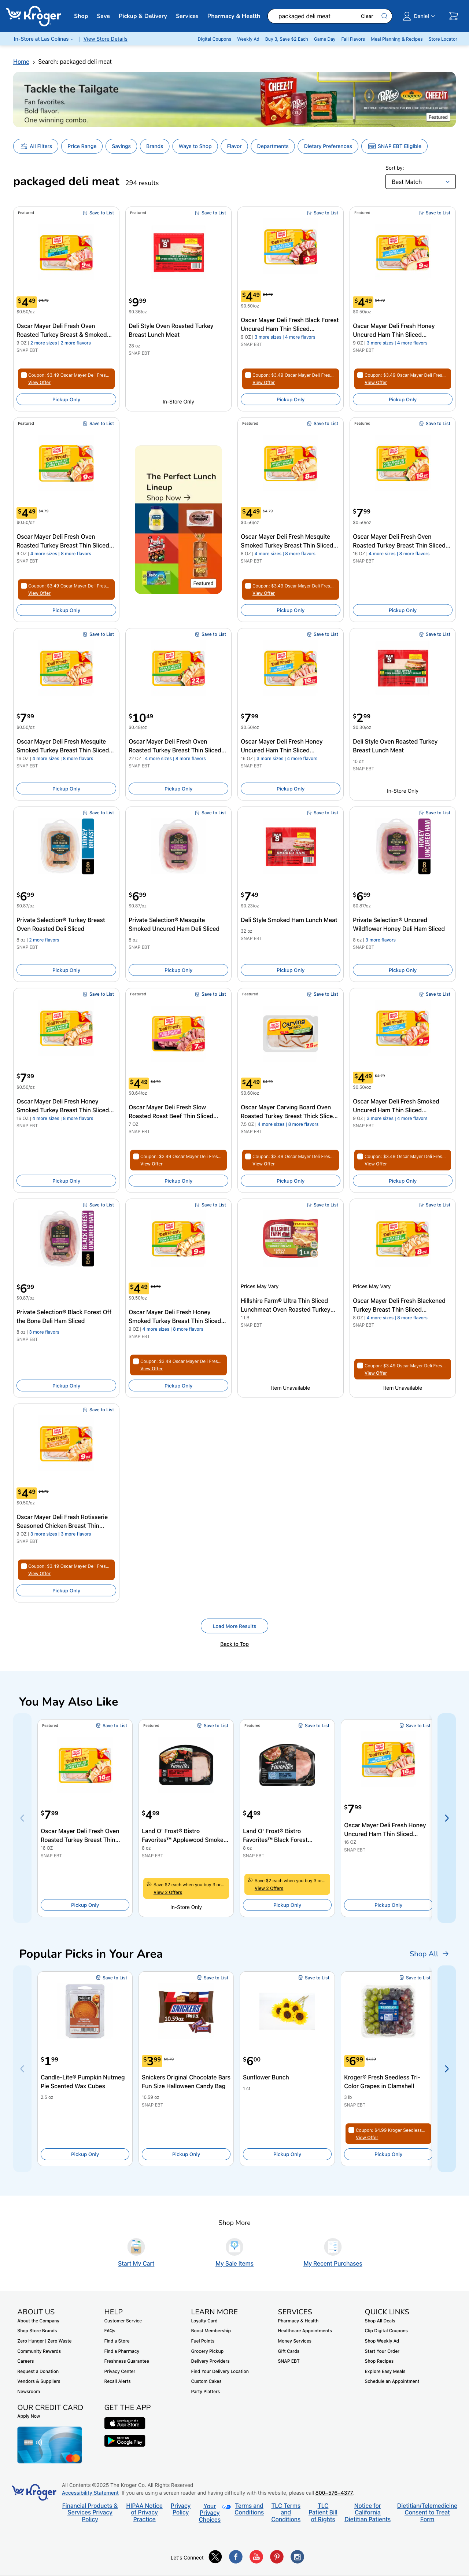 Kroger
Shop
Save
Pickup & Delivery
Services
Pharmacy & Health
packaged deli meat
Clear
Daniel
In-Store at Las Colinas
View Store Details
Digital Coupons
Weekly Ad
Buy 3, Save $2 Each
Game Day
Fall Flavors
Meal Planning & Recipes
Store Locator
Home > Search: packaged deli meat
Tackle the Tailgate
Fan favorites.
Bold flavor.
One winning combo.
Featured
All Filters
Price Range
Savings
Brands
Ways to Shop
Flavor
Departments
Dietary Preferences
SNAP EBT Eligible
packaged deli meat 294 results
Sort by:
Best Match
Featured
Save to List
$4.49
$0.50/oz
Oscar Mayer Deli Fresh Oven
Roasted Turkey Breast & Smoked...
9 OZ | 2 more sizes | 2 more flavors
SNAP EBT
Coupon: $3.49 Oscar Mayer Deli Fres...
View Offer
Pickup Only
Featured
Save to List
$9.99
$0.36/oz
Deli Style Oven Roasted Turkey
Breast Lunch Meat
28 oz
SNAP EBT
In-Store Only
Save to List
$4.49
$0.50/oz
Oscar Mayer Deli Fresh Black Forest
Uncured Ham Thin Sliced...
9 OZ | 3 more sizes | 4 more flavors
SNAP EBT
Coupon: $3.49 Oscar Mayer Deli Fres...
View Offer
Pickup Only
Featured
Save to List
$4.49
$0.50/oz
Oscar Mayer Deli Fresh Honey
Uncured Ham Thin Sliced...
9 OZ | 3 more sizes | 4 more flavors
SNAP EBT
Coupon: $3.49 Oscar Mayer Deli Fres...
View Offer
Pickup Only
Featured
Save to List
$4.49
$0.50/oz
Oscar Mayer Deli Fresh Oven
Roasted Turkey Breast Thin Sliced...
9 OZ | 4 more sizes | 8 more flavors
SNAP EBT
Coupon: $3.49 Oscar Mayer Deli Fres...
View Offer
Pickup Only
The Perfect Lunch
Lineup
Shop Now
Featured
Featured
Save to List
$4.49
$0.56/oz
Oscar Mayer Deli Fresh Mesquite
Smoked Turkey Breast Thin Sliced...
8 OZ | 4 more sizes | 8 more flavors
SNAP EBT
Coupon: $3.49 Oscar Mayer Deli Fres...
View Offer
Pickup Only
Featured
Save to List
$7.99
$0.50/oz
Oscar Mayer Deli Fresh Oven
Roasted Turkey Breast Thin Sliced...
16 OZ | 4 more sizes | 8 more flavors
SNAP EBT
Pickup Only
Save to List
$7.99
$0.50/oz
Oscar Mayer Deli Fresh Mesquite
Smoked Turkey Breast Thin Sliced...
16 OZ | 4 more sizes | 8 more flavors
SNAP EBT
Pickup Only
Save to List
$10.49
$0.48/oz
Oscar Mayer Deli Fresh Oven
Roasted Turkey Breast Thin Sliced...
22 OZ | 4 more sizes | 8 more flavors
SNAP EBT
Pickup Only
Save to List
$7.99
$0.50/oz
Oscar Mayer Deli Fresh Honey
Uncured Ham Thin Sliced...
16 OZ | 3 more sizes | 4 more flavors
SNAP EBT
Pickup Only
Save to List
$2.99
$0.30/oz
Deli Style Oven Roasted Turkey
Breast Lunch Meat
10 oz
SNAP EBT
In-Store Only
Save to List
$6.99
$0.87/oz
Private Selection® Turkey Breast
Oven Roasted Deli Sliced
8 oz | 2 more flavors
SNAP EBT
Pickup Only
Save to List
$6.99
$0.87/oz
Private Selection® Mesquite
Smoked Uncured Ham Deli Sliced
8 oz
SNAP EBT
Pickup Only
Save to List
$7.49
$0.23/oz
Deli Style Smoked Ham Lunch Meat
32 oz
SNAP EBT
Pickup Only
Save to List
$6.99
$0.87/oz
Private Selection® Uncured
Wildflower Honey Deli Ham Sliced
8 oz | 3 more flavors
SNAP EBT
Pickup Only
Save to List
$7.99
$0.50/oz
Oscar Mayer Deli Fresh Honey
Smoked Turkey Breast Thin Sliced...
16 OZ | 4 more sizes | 8 more flavors
SNAP EBT
Pickup Only
Featured
Save to List
$4.49
$0.64/oz
Oscar Mayer Deli Fresh Slow
Roasted Roast Beef Thin Sliced...
7 OZ
SNAP EBT
Coupon: $3.49 Oscar Mayer Deli Fres...
View Offer
Pickup Only
Featured
Save to List
$4.49
$0.60/oz
Oscar Mayer Carving Board Oven
Roasted Turkey Breast Thick Slice...
7.5 OZ | 4 more sizes | 8 more flavors
SNAP EBT
Coupon: $3.49 Oscar Mayer Deli Fres...
View Offer
Pickup Only
Save to List
$4.49
$0.50/oz
Oscar Mayer Deli Fresh Smoked
Uncured Ham Thin Sliced...
9 OZ | 3 more sizes | 4 more flavors
SNAP EBT
Coupon: $3.49 Oscar Mayer Deli Fres...
View Offer
Pickup Only
Save to List
$6.99
$0.87/oz
Private Selection® Black Forest Off
the Bone Deli Ham Sliced
8 oz | 3 more flavors
SNAP EBT
Pickup Only
Save to List
$4.49
$0.50/oz
Oscar Mayer Deli Fresh Honey
Smoked Turkey Breast Thin Sliced...
9 OZ | 4 more sizes | 8 more flavors
SNAP EBT
Coupon: $3.49 Oscar Mayer Deli Fres...
View Offer
Pickup Only
Save to List
Prices May Vary
Hillshire Farm® Ultra Thin Sliced
Lunchmeat Oven Roasted Turkey...
1 LB
SNAP EBT
Item Unavailable
Save to List
Prices May Vary
Oscar Mayer Deli Fresh Blackened
Turkey Breast Thin Sliced...
8 OZ | 4 more sizes | 8 more flavors
SNAP EBT
Coupon: $3.49 Oscar Mayer Deli Fres...
View Offer
Item Unavailable
Save to List
$4.49
$0.50/oz
Oscar Mayer Deli Fresh Rotisserie
Seasoned Chicken Breast Thin...
9 OZ | 3 more sizes | 3 more flavors
SNAP EBT
Coupon: $3.49 Oscar Mayer Deli Fres...
View Offer
Pickup Only
Load More Results
Back to Top
You May Also Like
Featured
Save to List
$7.99
Oscar Mayer Deli Fresh Oven
Roasted Turkey Breast Thin...
16 OZ
SNAP EBT
Pickup Only
Featured
Save to List
$4.99
Land O' Frost® Bistro
Favorites™ Applewood Smoke...
8 oz
SNAP EBT
Save $2 each when you buy 3 or...
View 2 Offers
In-Store Only
Featured
Save to List
$4.99
Land O' Frost® Bistro
Favorites™ Black Forest...
8 oz
SNAP EBT
Save $2 each when you buy 3 or...
View 2 Offers
Pickup Only
Save to List
$7.99
Oscar Mayer Deli Fresh Honey
Uncured Ham Thin Sliced...
16 OZ
SNAP EBT
Pickup Only
Popular Picks in Your Area
Shop All
Save to List
$1.99
Candle-Lite® Pumpkin Nutmeg
Pie Scented Wax Cubes
2.5 oz
Pickup Only
Save to List
$3.99
Snickers Original Chocolate Bars
Fun Size Halloween Candy Bag
10.59 oz
SNAP EBT
Pickup Only
Save to List
$6.00
Sunflower Bunch
1 ct
Pickup Only
Save to List
$6.99
Kroger® Fresh Seedless Tri-
Color Grapes in Clamshell
3 lb
SNAP EBT
Coupon: $4.99 Kroger Seedless...
View Offer
Pickup Only
Shop More
Start My Cart
My Sale Items
My Recent Purchases
ABOUT US
About the Company
Shop Store Brands
Zero Hunger | Zero Waste
Community Rewards
Careers
Request a Donation
Vendors & Suppliers
Newsroom
HELP
Customer Service
FAQs
Find a Store
Find a Pharmacy
Freshness Guarantee
Privacy Center
Recall Alerts
LEARN MORE
Loyalty Card
Boost Membership
Fuel Points
Grocery Pickup
Delivery Providers
Find Your Delivery Location
Custom Cakes
Party Platters
SERVICES
Pharmacy & Health
Healthcare Appointments
Money Services
Gift Cards
SNAP EBT
QUICK LINKS
Shop All Deals
Clip Digital Coupons
Shop Weekly Ad
Start Your Order
Shop Recipes
Explore Easy Meals
Schedule an Appointment
OUR CREDIT CARD
Apply Now
GET THE APP
App Store
Google Play
Kroger
All Contents ©2025 The Kroger Co. All Rights Reserved
Accessibility Statement If you are using a screen reader and having difficulty with this website, please call 800-576-4377.
Financial Products & Services Privacy Policy
HIPAA Notice of Privacy Practice
Privacy Policy
Your Privacy Choices
Terms and Conditions
TLC Terms and Conditions
TLC Patient Bill of Rights
Notice for California Dietitian Patients
Dietitian/Telemedicine Consent to Treat Form
Let's Connect